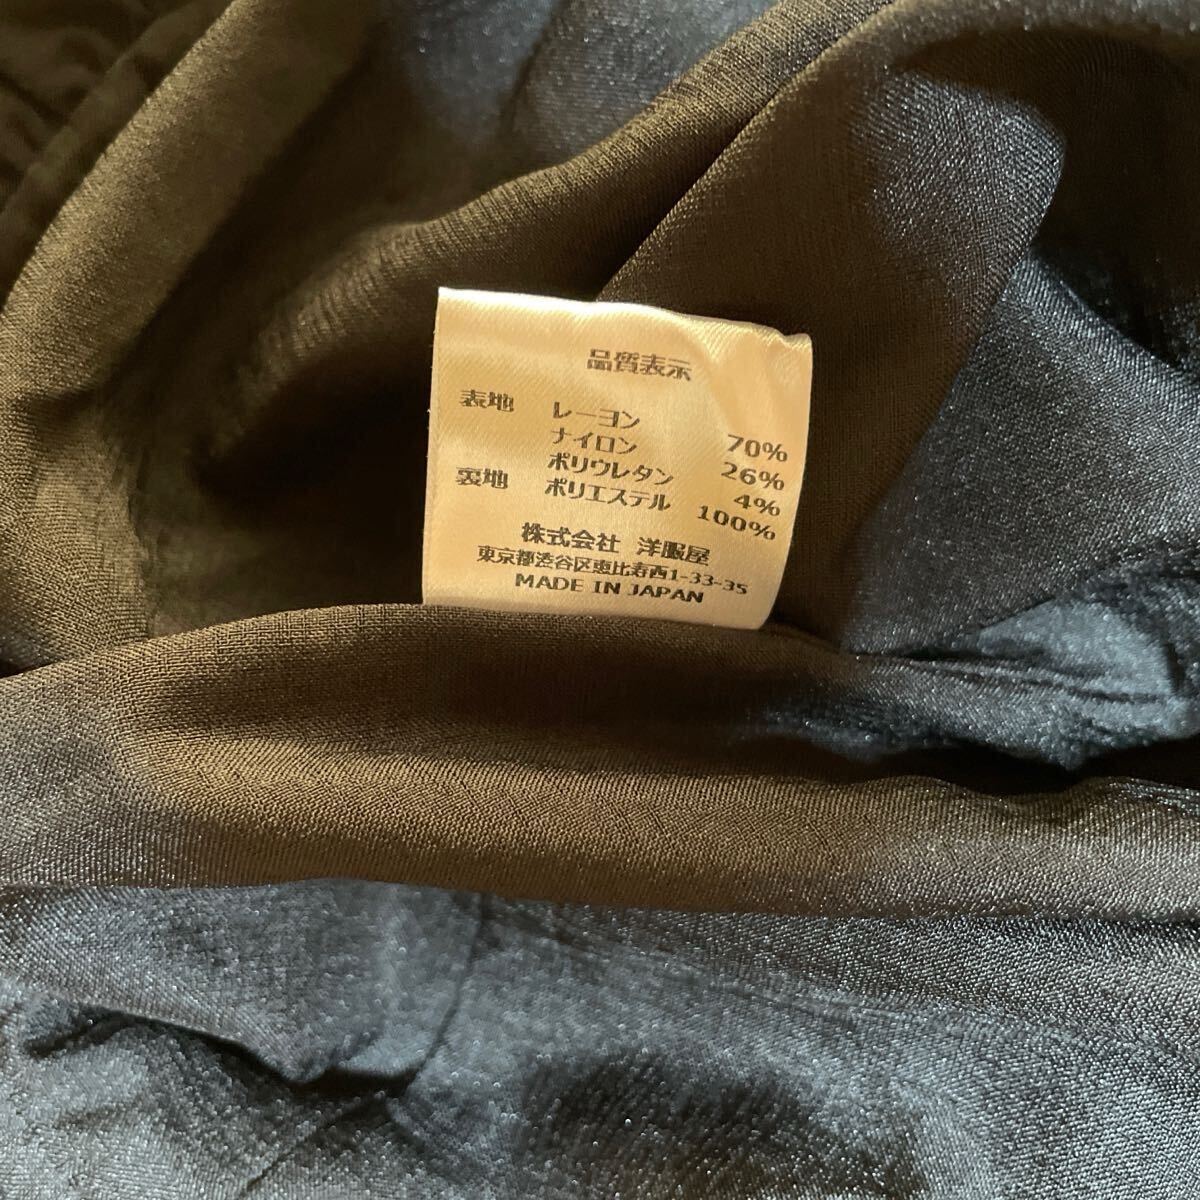 品質表示
表地 レーヨン 70%
ナイロン 26%
ポリウレタン 4%
裏地 ポリエステル 100%
株式会社 洋服屋
東京都渋谷区恵比寿西1-33-35
MADE IN JAPAN